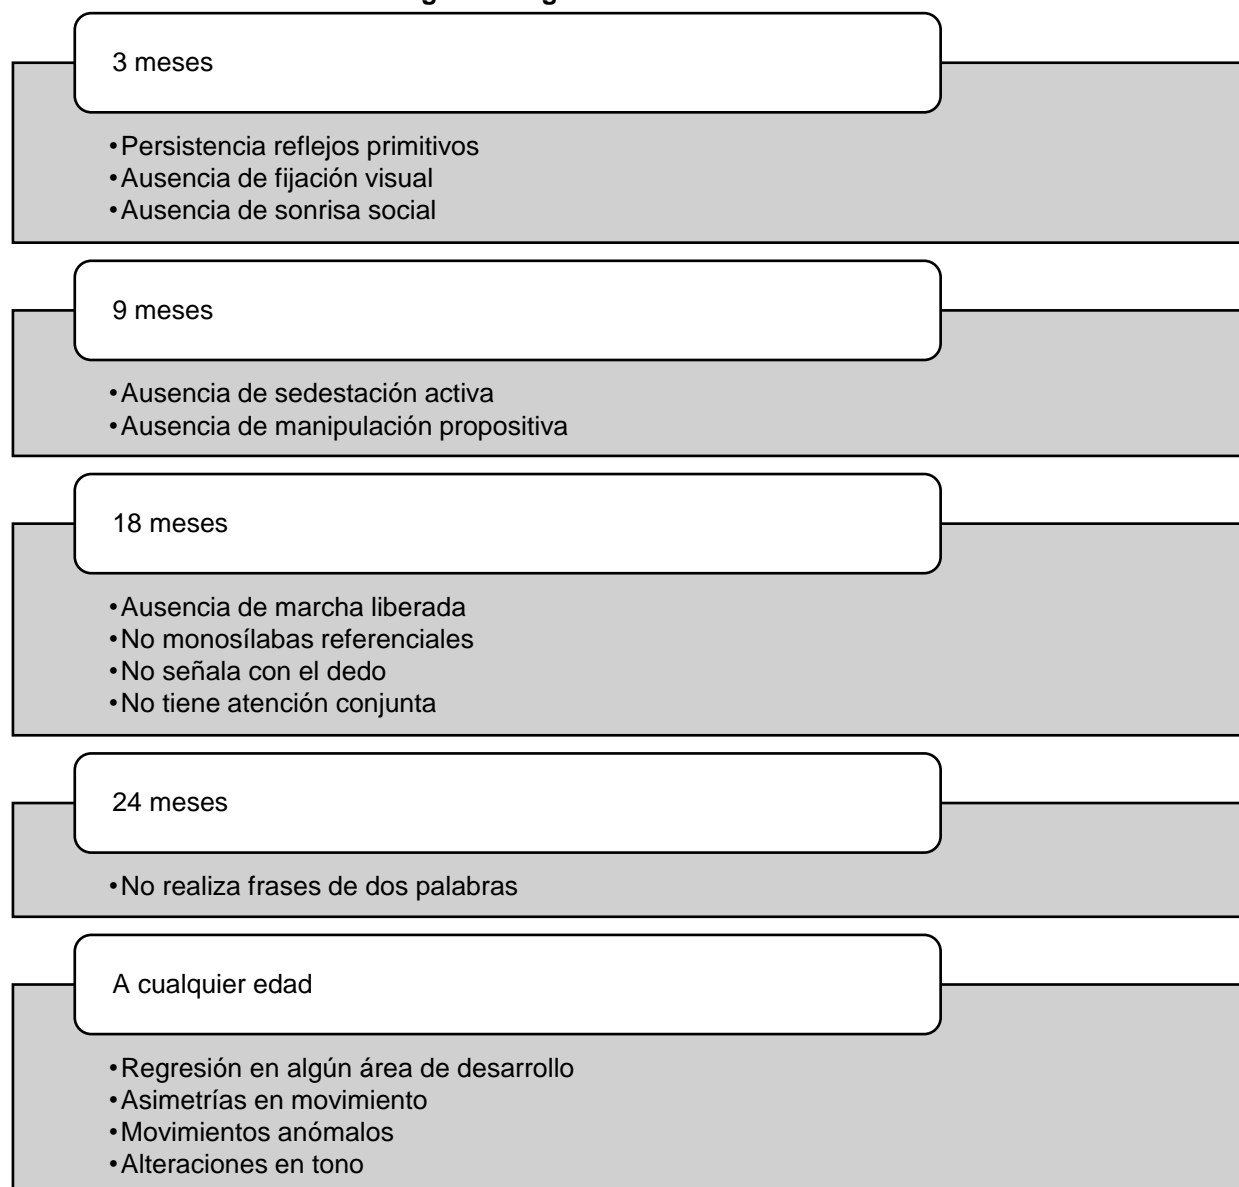 3 meses
•Persistencia reflejos primitivos
•Ausencia de fijación visual
•Ausencia de sonrisa social
9 meses
•Ausencia de sedestación activa
•Ausencia de manipulación propositiva
18 meses
•Ausencia de marcha liberada
•No monosílabas referenciales
•No señala con el dedo
•No tiene atención conjunta
24 meses
•No realiza frases de dos palabras
A cualquier edad
•Regresión en algún área de desarrollo
•Asimetrías en movimiento
•Movimientos anómalos
•Alteraciones en tono